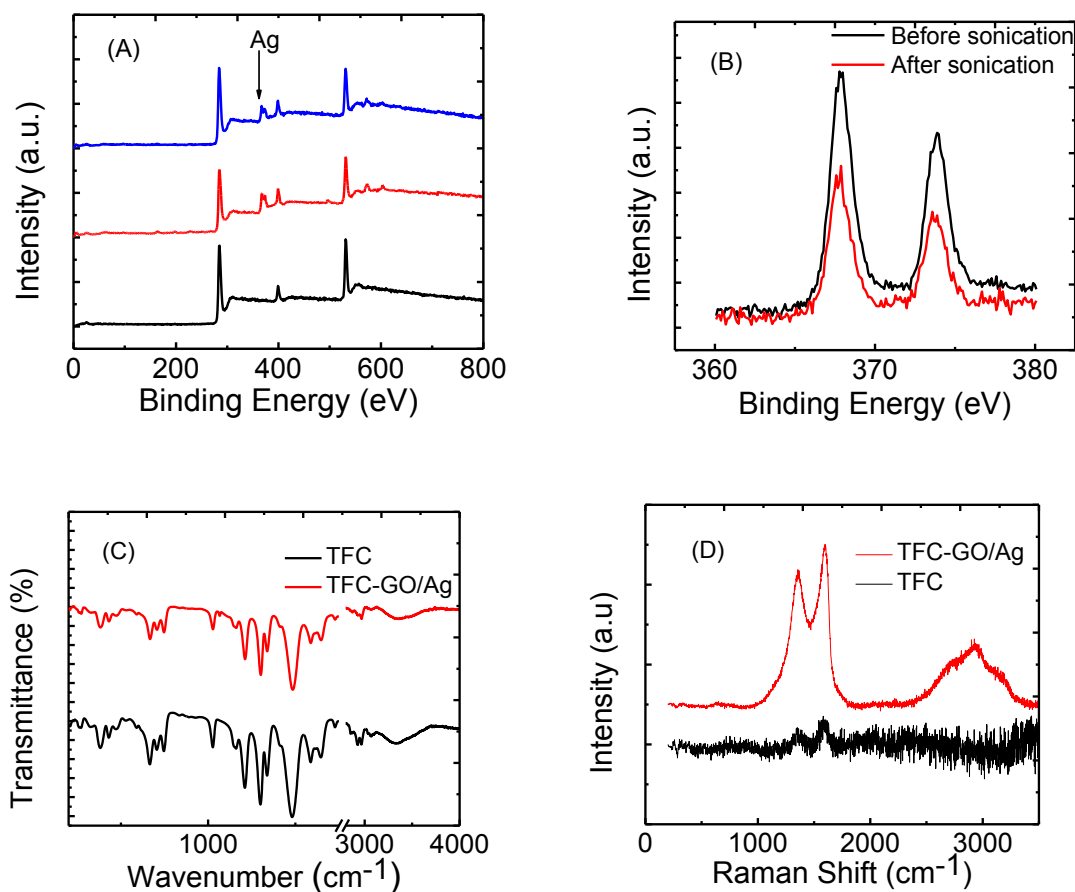 (A)
Ag
Intensity (a.u.)
0 200 400 600 800
Binding Energy (eV)
(B)
Before sonication
After sonication
Intensity (a.u.)
360 370 380
Binding Energy (eV)
(C)
TFC
TFC-GO/Ag
Transmittance (%)
1000 3000 4000
Wavenumber (cm-1)
(D)
TFC-GO/Ag
TFC
Intensity (a.u)
0 1000 2000 3000
Raman Shift (cm-1)